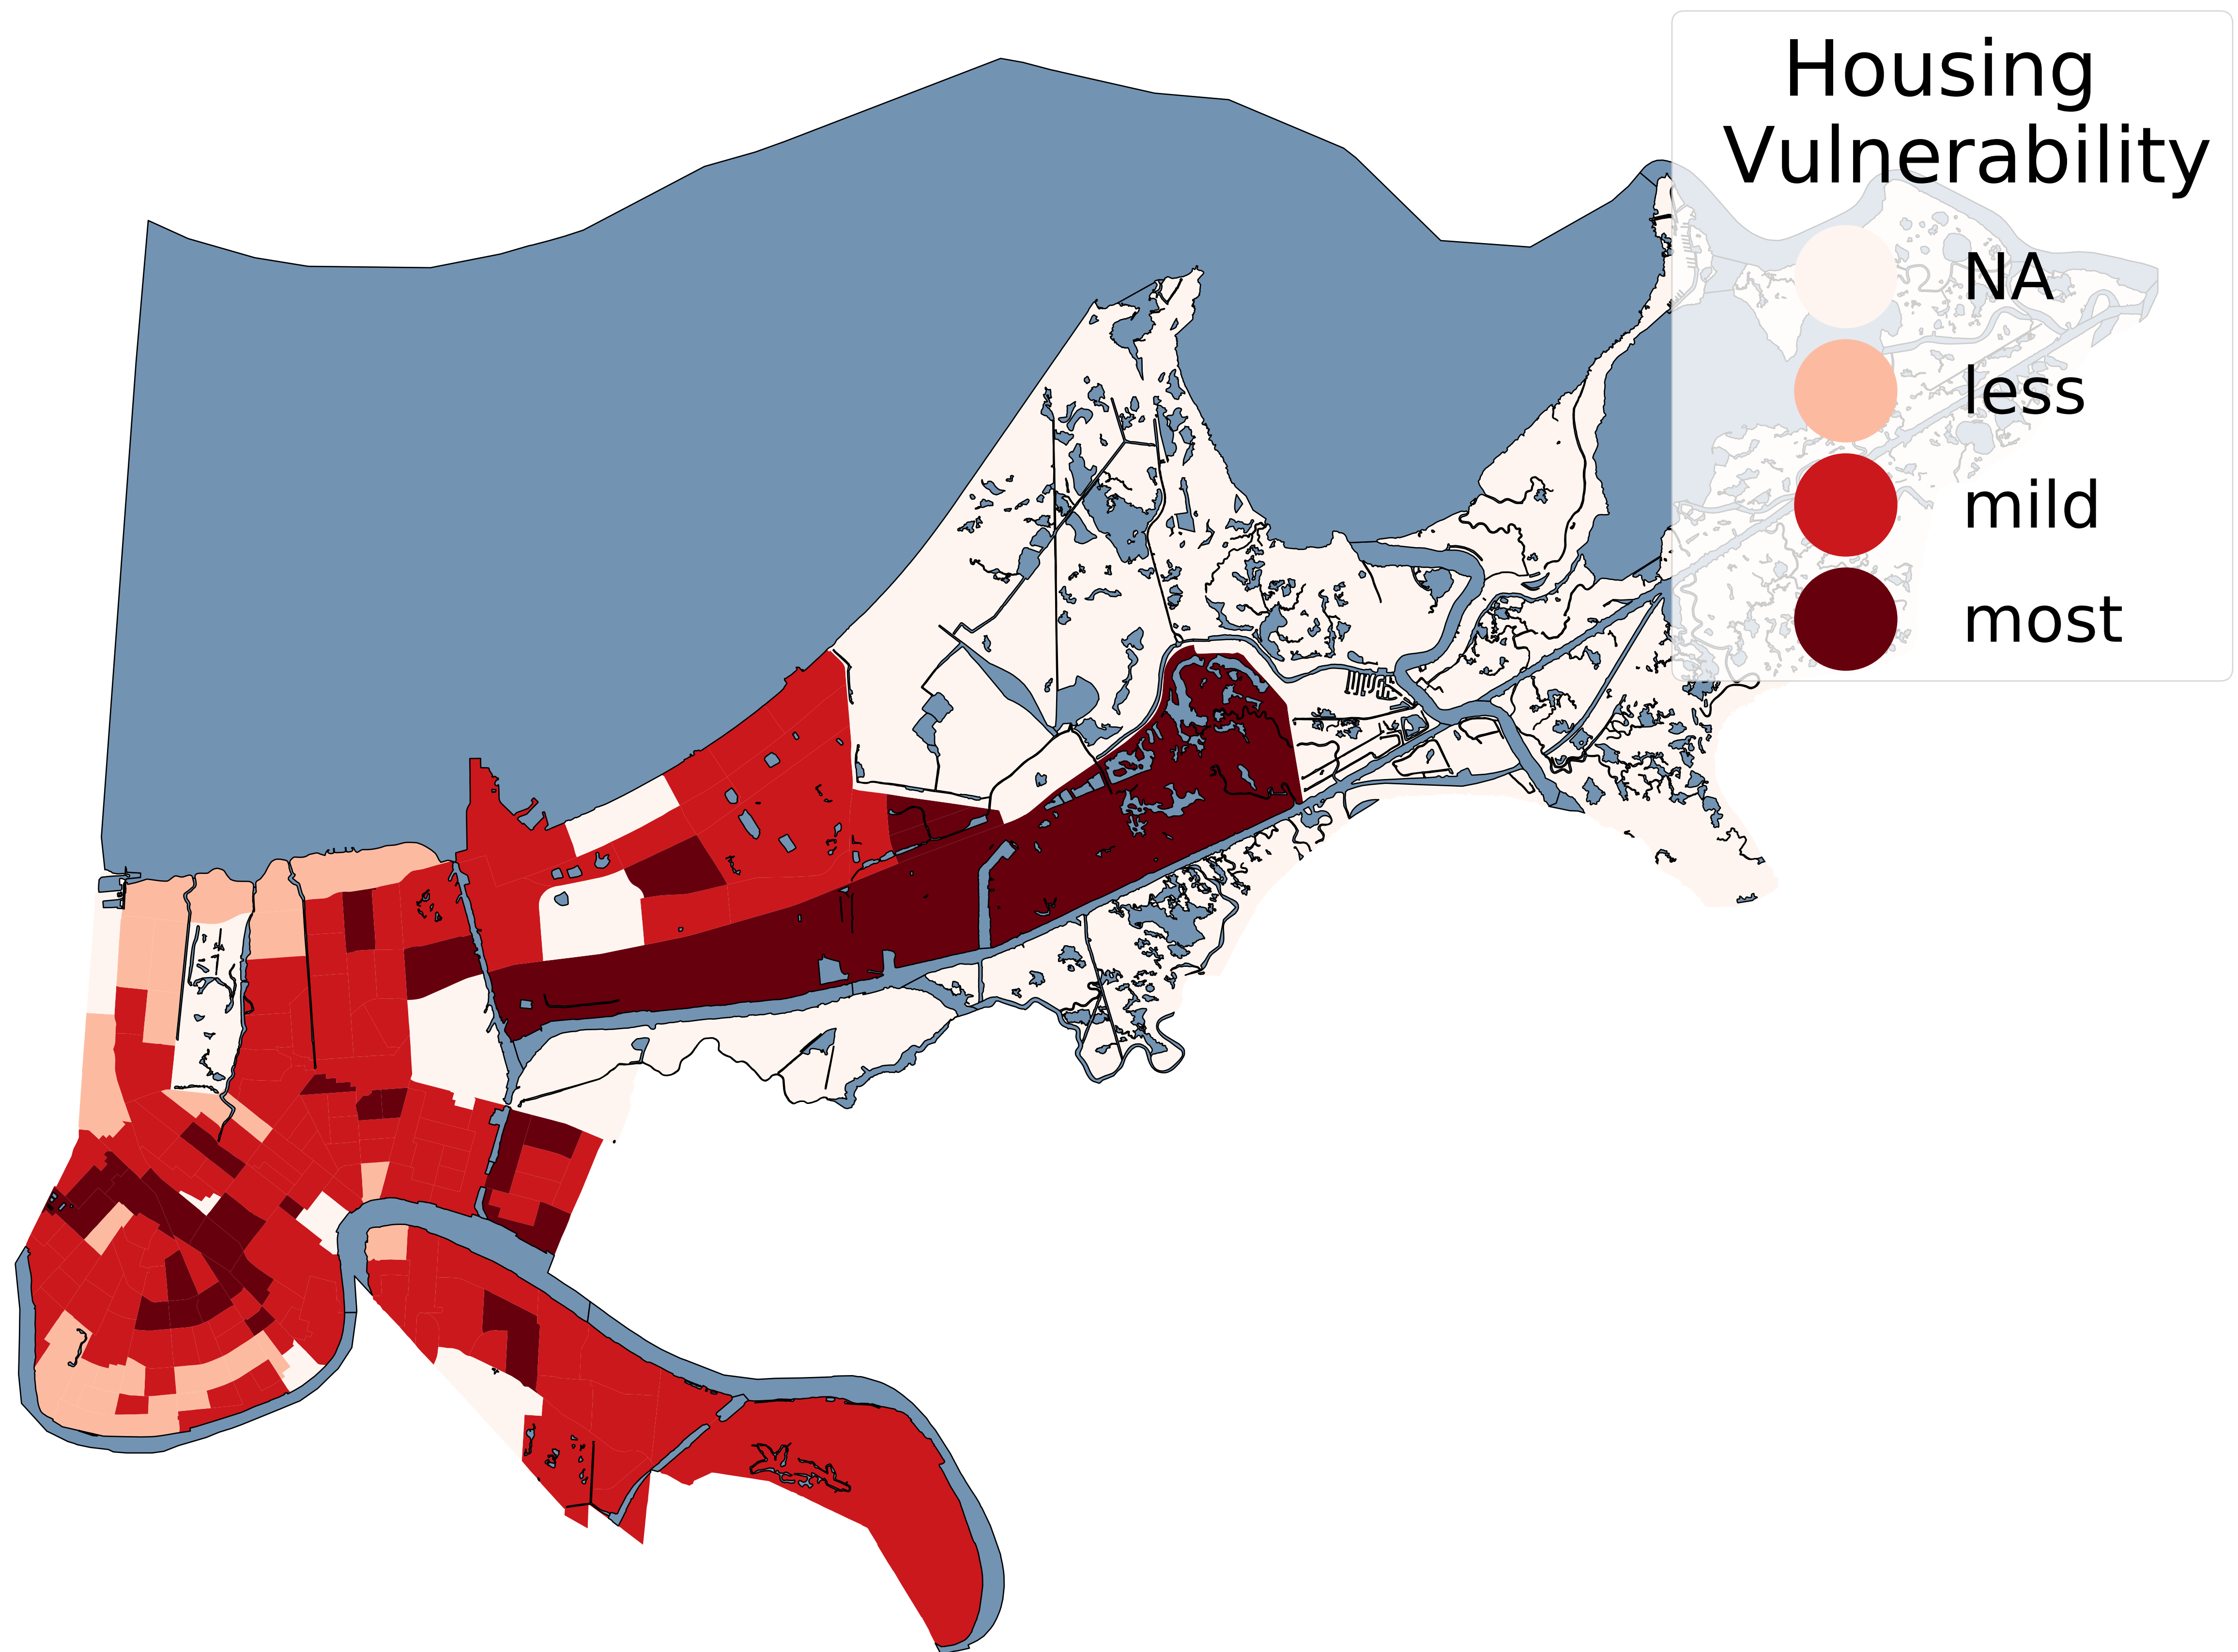 Housing
Vulnerability
NA
less
mild
most